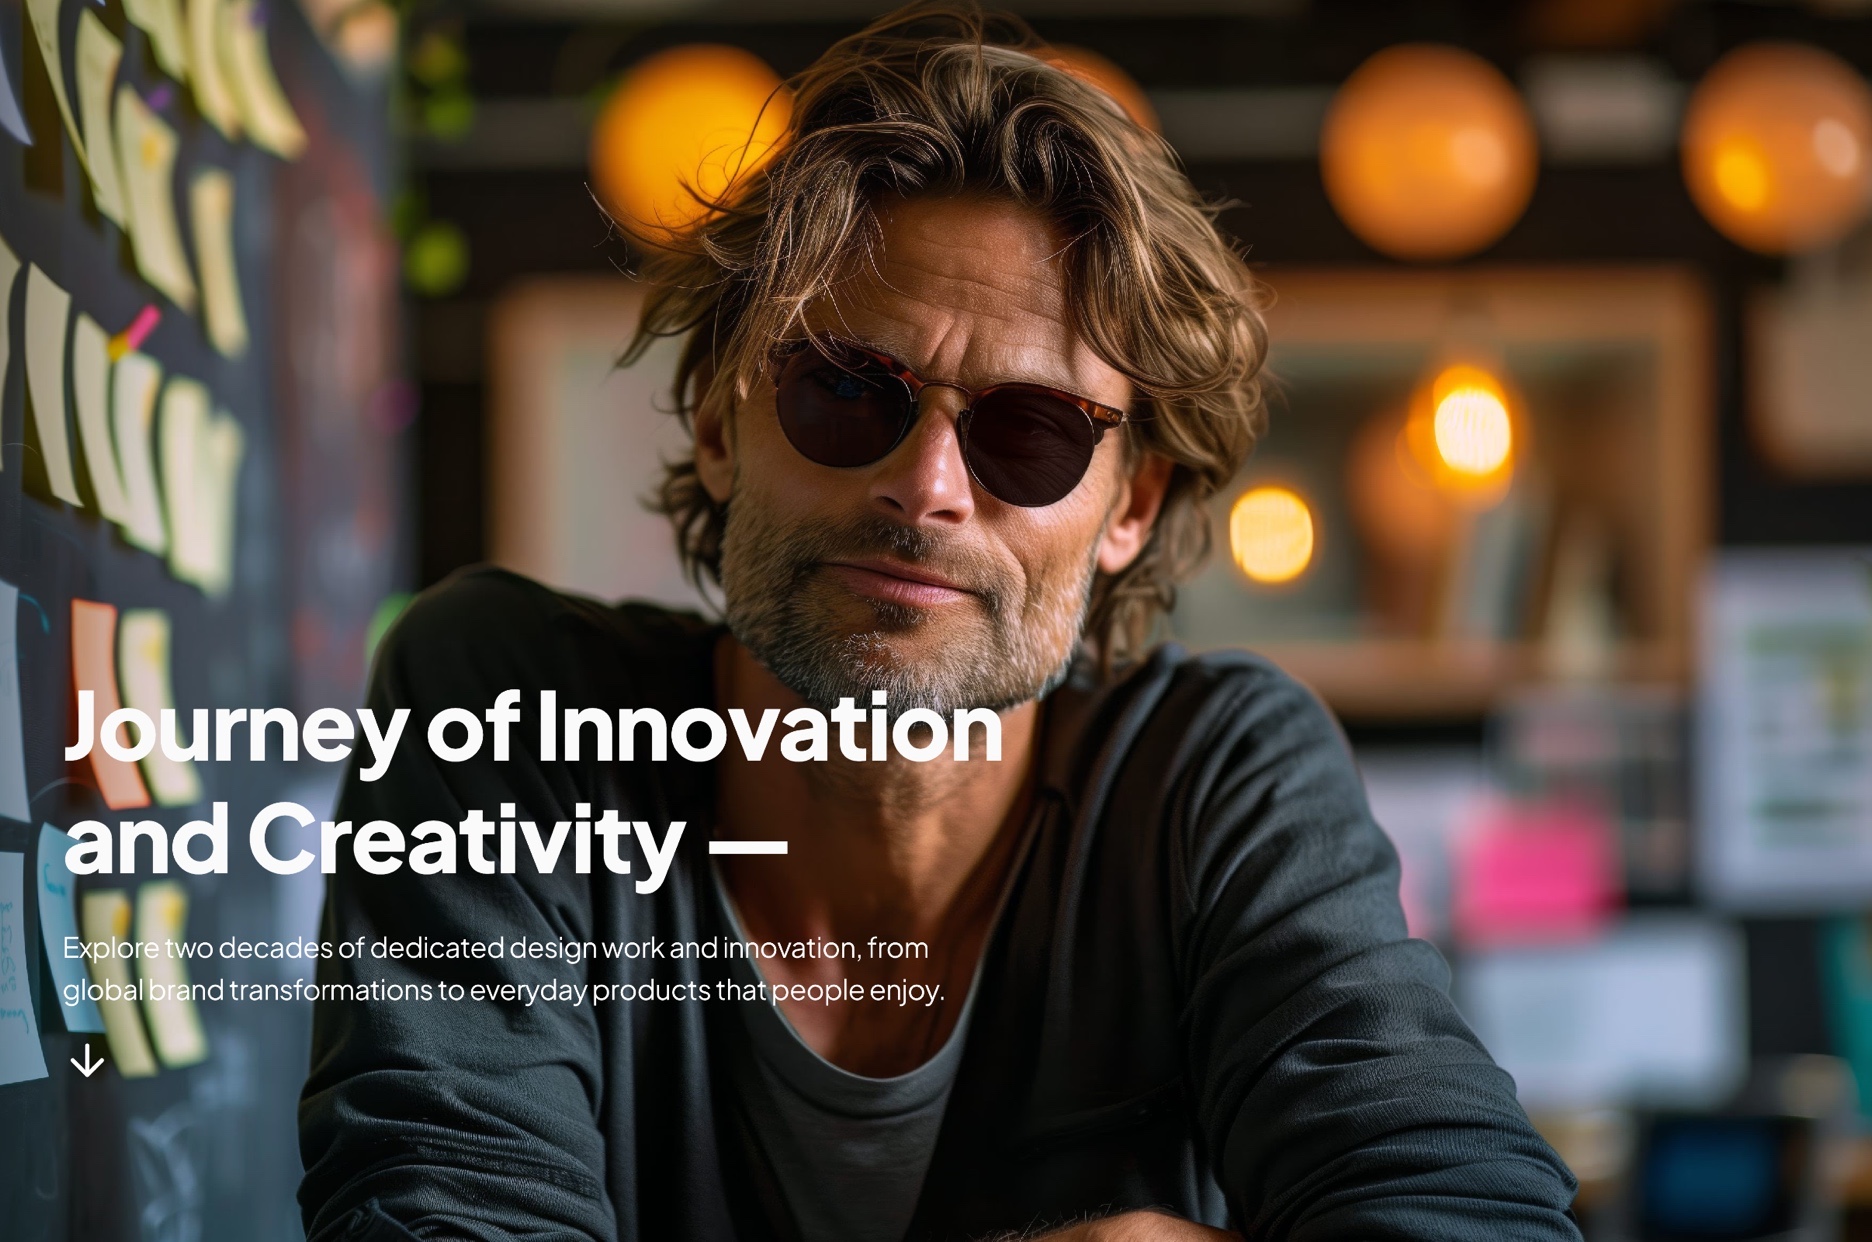 Journey of Innovation
and Creativity —
Explore two decades of dedicated design work and innovation, from
global brand transformations to everyday products that people enjoy.